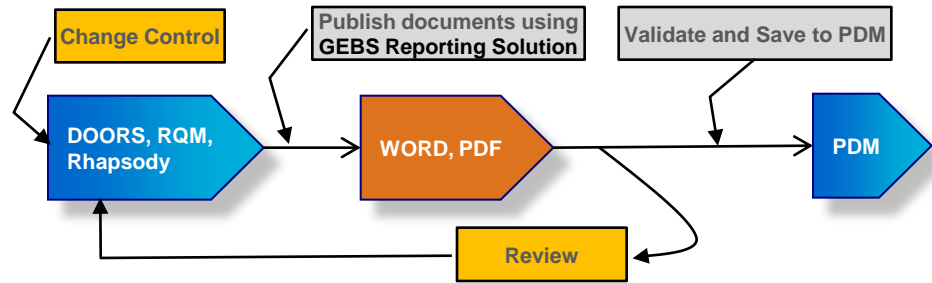 Change Control
Publish documents using
GEBS Reporting Solution
Validate and Save to PDM
DOORS, RQM,
Rhapsody
WORD, PDF
PDM
Review